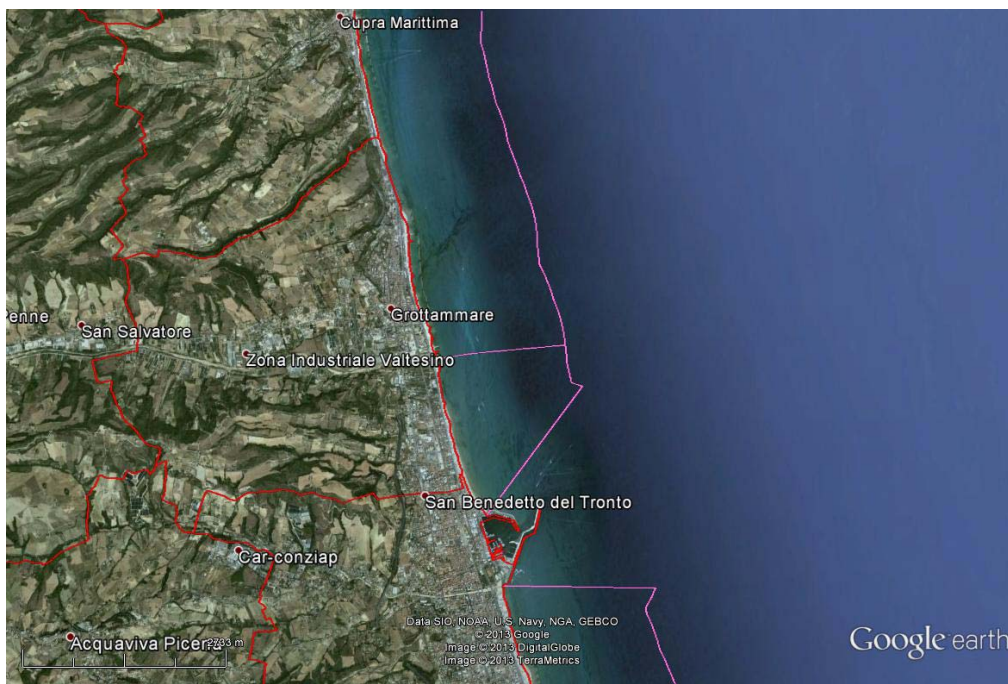 Cupra Marittima
Grottammare
enne
San Salvatore
Zona Industriale Valtesino
San Benedetto del Tronto
Car-conziap
Data SIO, NOAA, U.S. Navy, NGA, GEBCO
© 2013 Google
Image © 2013 DigitalGlobe
Image © 2013 TerraMetrics
Google earth
Acquaviva Picena
2793 m